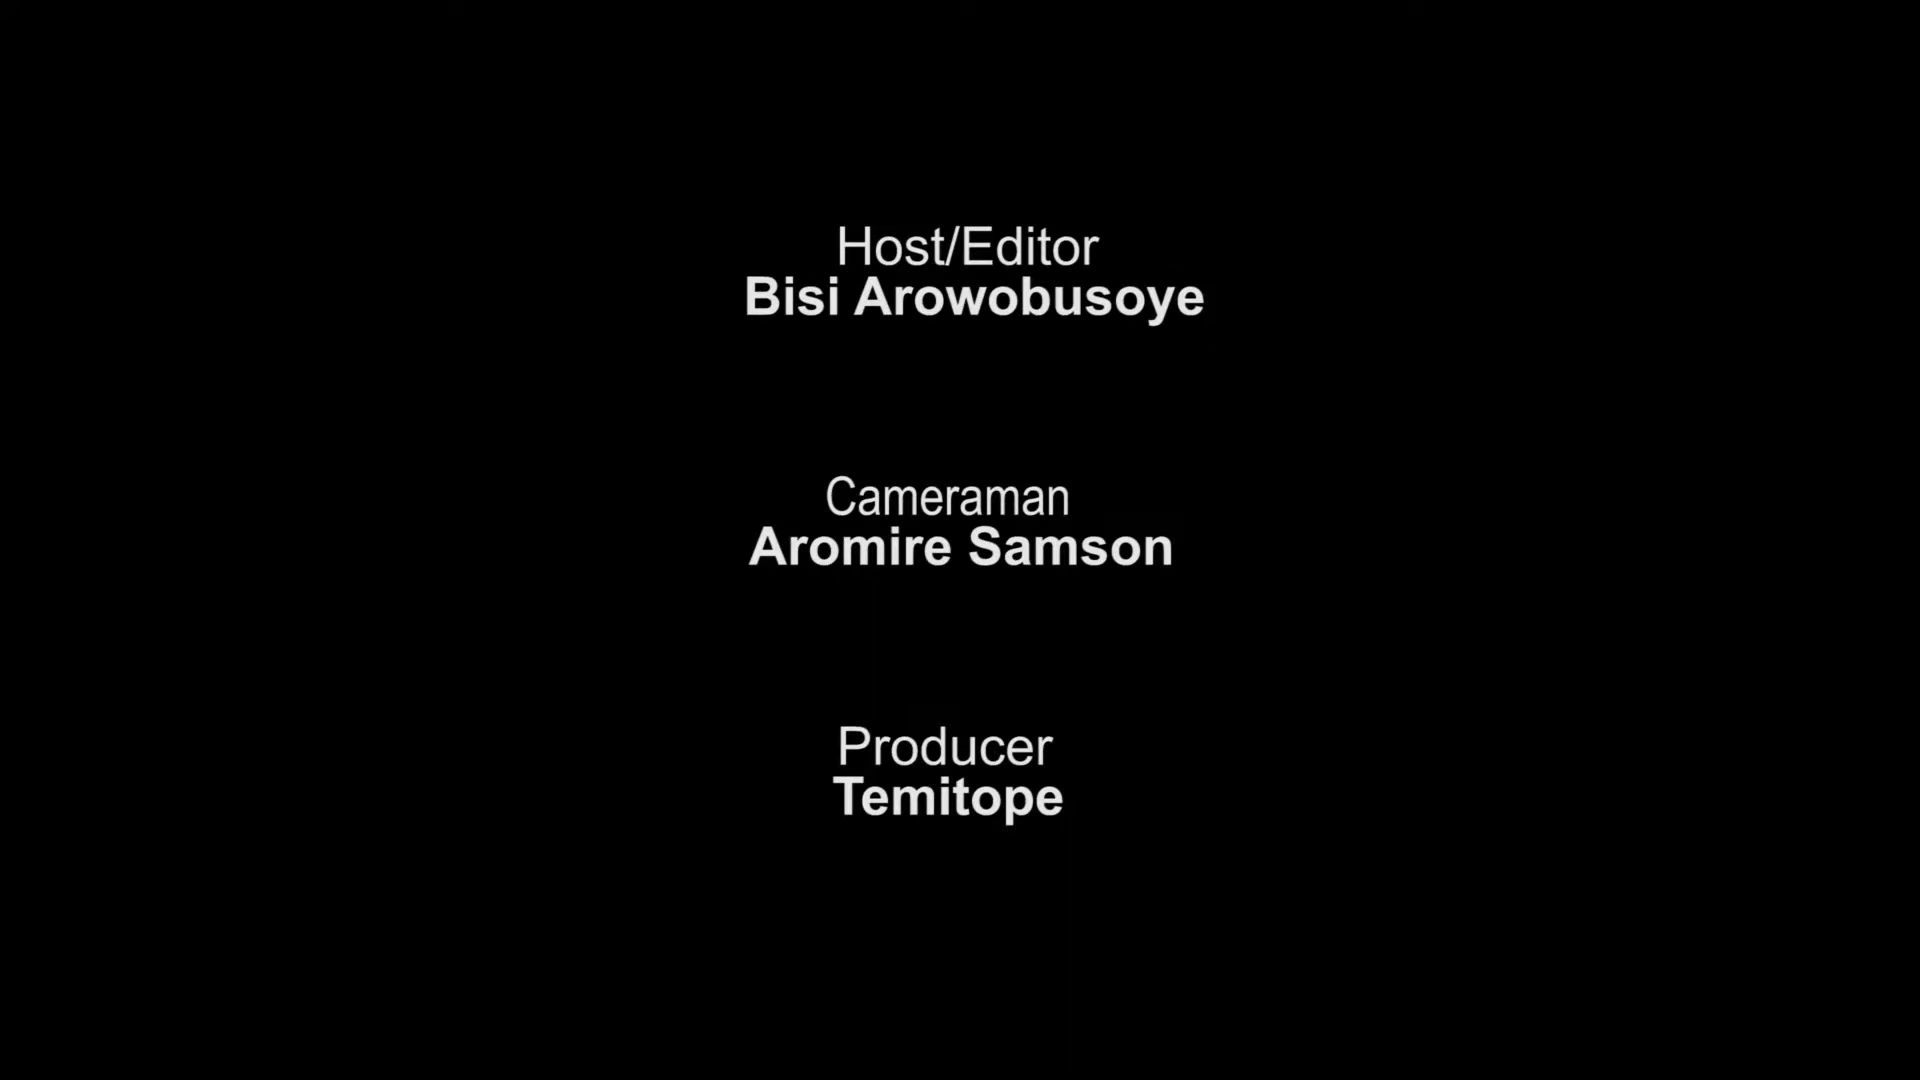 Host/Editor
Bisi Arowobusoye
Cameraman
Aromire Samson
Producer
Temitope